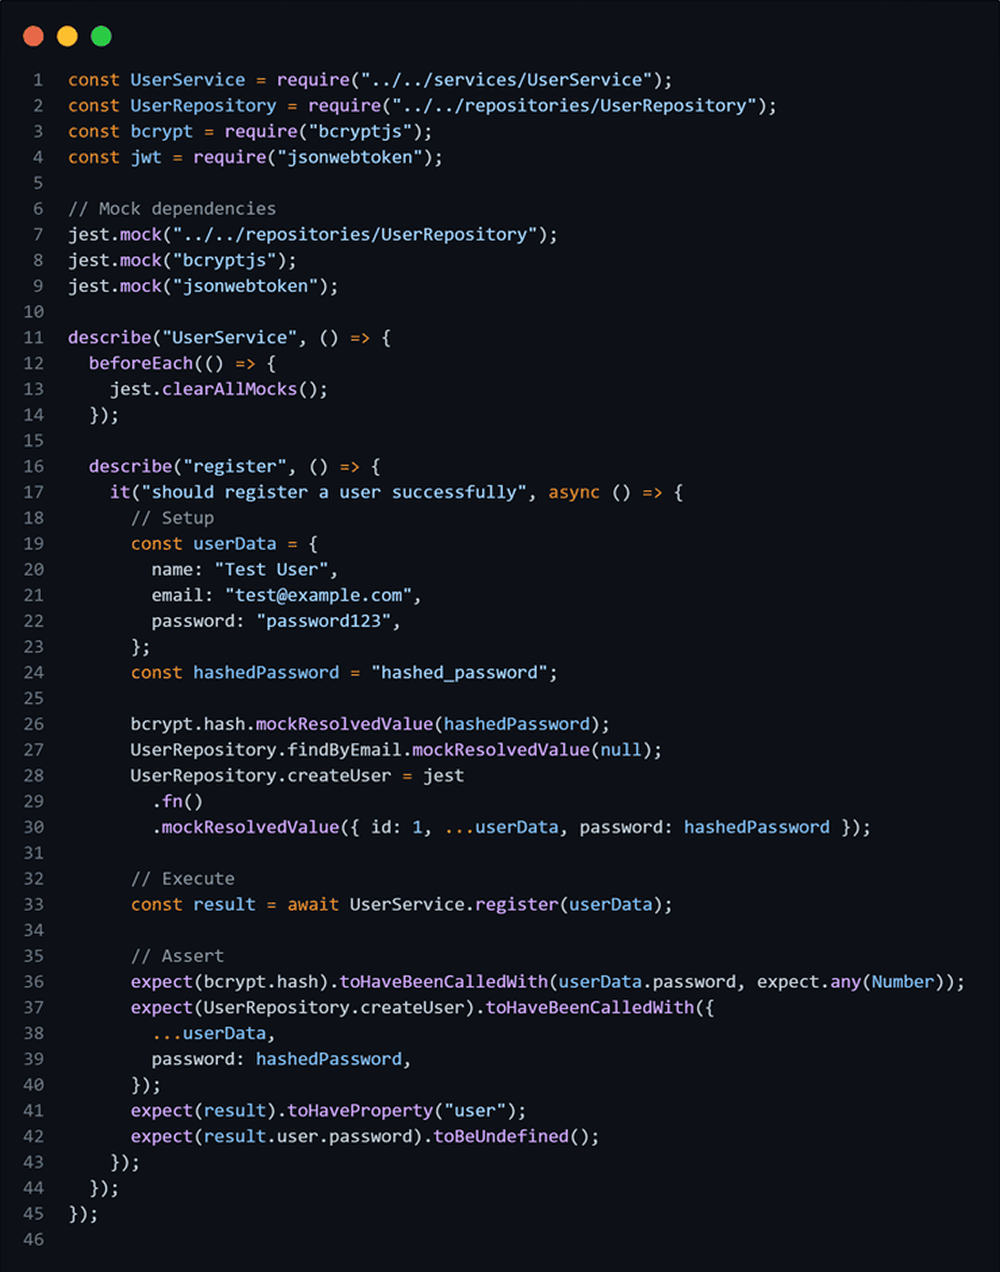 1 const UserService = require("../../services/UserService");
2 const UserRepository = require("../../repositories/UserRepository");
3 const bcrypt = require("bcryptjs");
4 const jwt = require("jsonwebtoken");
5
6 // Mock dependencies
7 jest.mock("../../repositories/UserRepository");
8 jest.mock("bcryptjs");
9 jest.mock("jsonwebtoken");
10
11 describe("UserService", () => {
12   beforeEach(() => {
13     jest.clearAllMocks();
14   });
15
16   describe("register", () => {
17     it("should register a user successfully", async () => {
18       // Setup
19       const userData = {
20         name: "Test User",
21         email: "test@example.com",
22         password: "password123",
23       };
24       const hashedPassword = "hashed_password";
25
26       bcrypt.hash.mockResolvedValue(hashedPassword);
27       UserRepository.findByEmail.mockResolvedValue(null);
28       UserRepository.createUser = jest
29         .fn()
30         .mockResolvedValue({ id: 1, ...userData, password: hashedPassword });
31
32       // Execute
33       const result = await UserService.register(userData);
34
35       // Assert
36       expect(bcrypt.hash).toHaveBeenCalledWith(userData.password, expect.any(Number));
37       expect(UserRepository.createUser).toHaveBeenCalledWith({
38         ...userData,
39         password: hashedPassword,
40       });
41       expect(result).toHaveProperty("user");
42       expect(result.user.password).toBeUndefined();
43     });
44   });
45 });
46